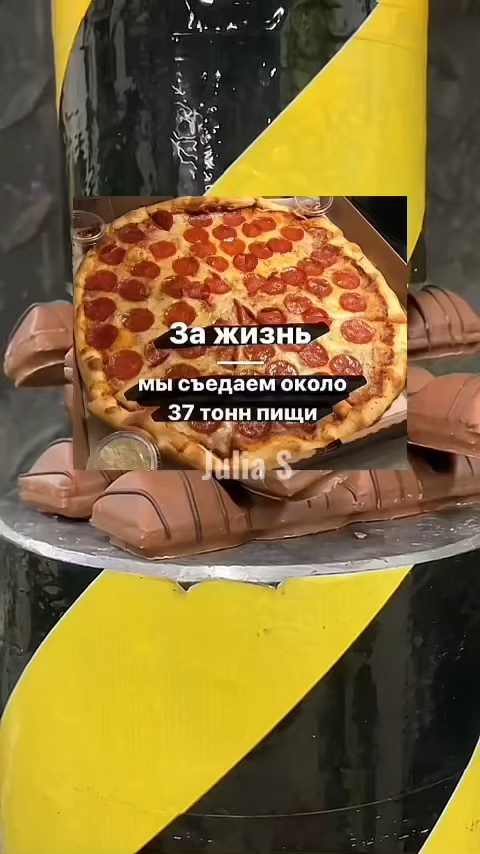 За жизнь
мы съедаем около
37 тонн пищи
Julia S